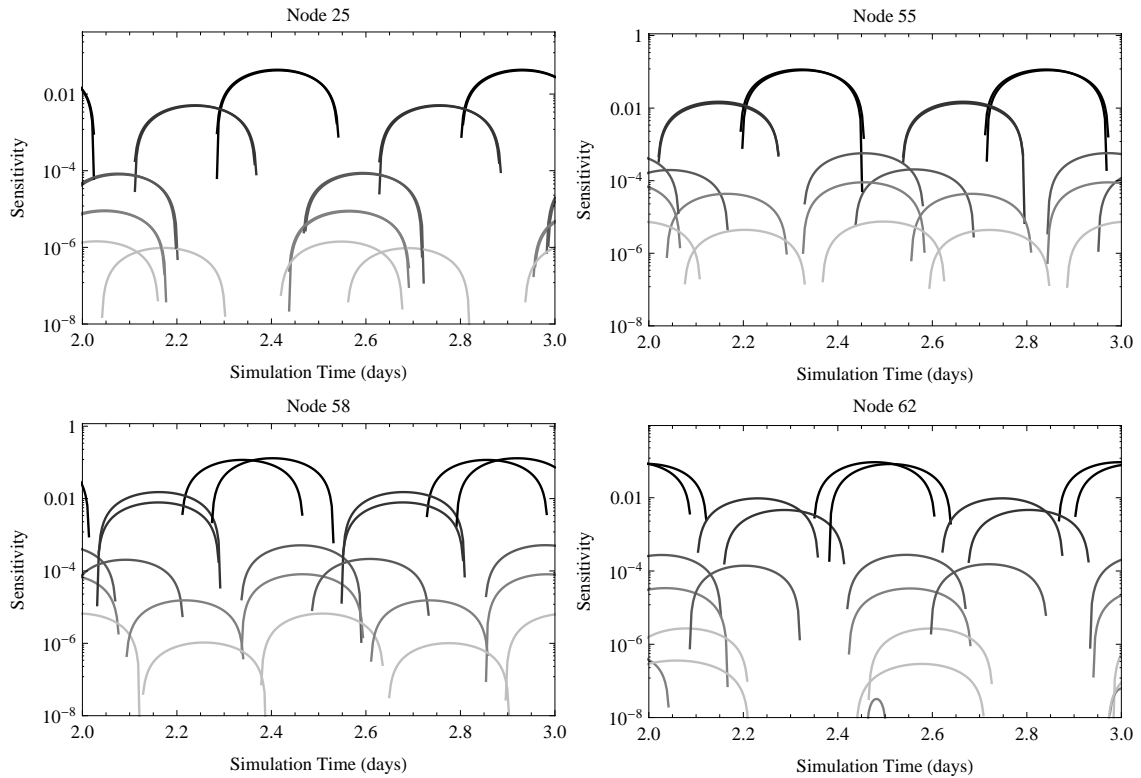 Node 25
Sensitivity
0.01
10⁻⁴
10⁻⁶
10⁻⁸
2.0 2.2 2.4 2.6 2.8 3.0
Simulation Time (days)
Node 55
Sensitivity
1
0.01
10⁻⁴
10⁻⁶
10⁻⁸
2.0 2.2 2.4 2.6 2.8 3.0
Simulation Time (days)
Node 58
Sensitivity
1
0.01
10⁻⁴
10⁻⁶
10⁻⁸
2.0 2.2 2.4 2.6 2.8 3.0
Simulation Time (days)
Node 62
Sensitivity
1
0.01
10⁻⁴
10⁻⁶
10⁻⁸
2.0 2.2 2.4 2.6 2.8 3.0
Simulation Time (days)